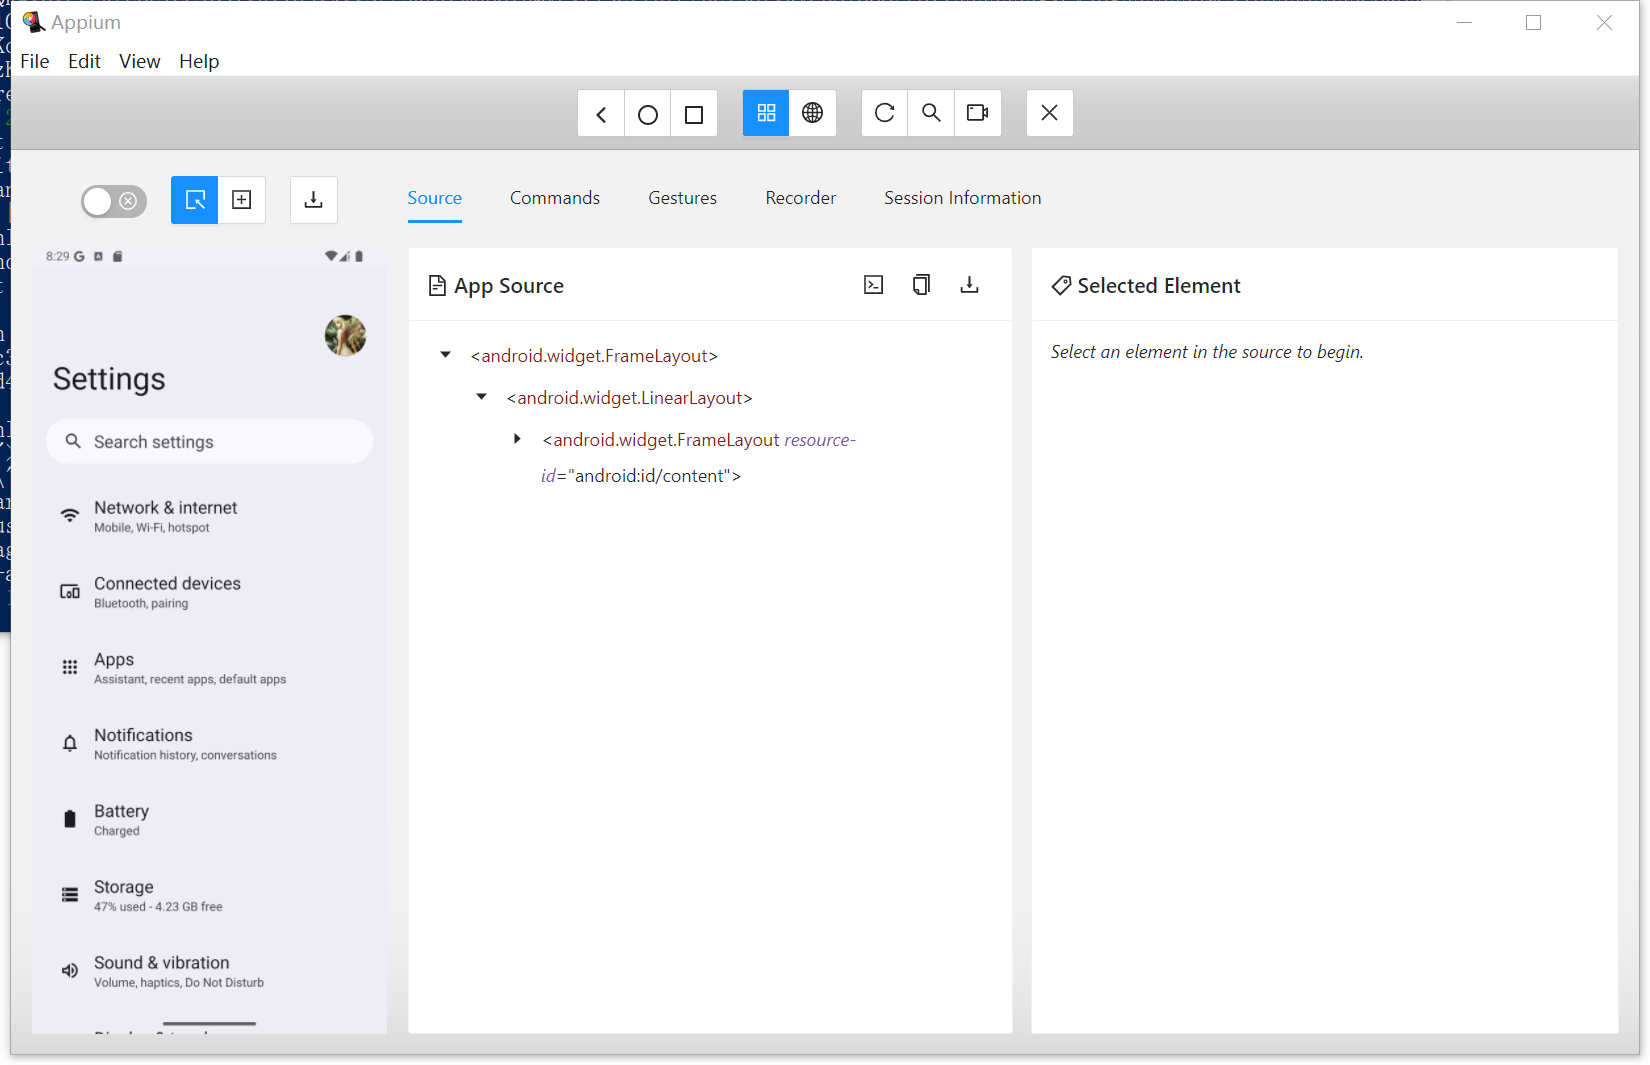 Appium
File Edit View Help
Source Commands Gestures Recorder Session Information
8:29
Settings
Search settings
Network & internet
Mobile, Wi-Fi, hotspot
Connected devices
Bluetooth, pairing
Apps
Assistant, recent apps, default apps
Notifications
Notification history, conversations
Battery
Charged
Storage
47% used - 4.23 GB free
Sound & vibration
Volume, haptics, Do Not Disturb
App Source
<android.widget.FrameLayout>
<android.widget.LinearLayout>
<android.widget.FrameLayout resource-
id="android:id/content">
Selected Element
Select an element in the source to begin.